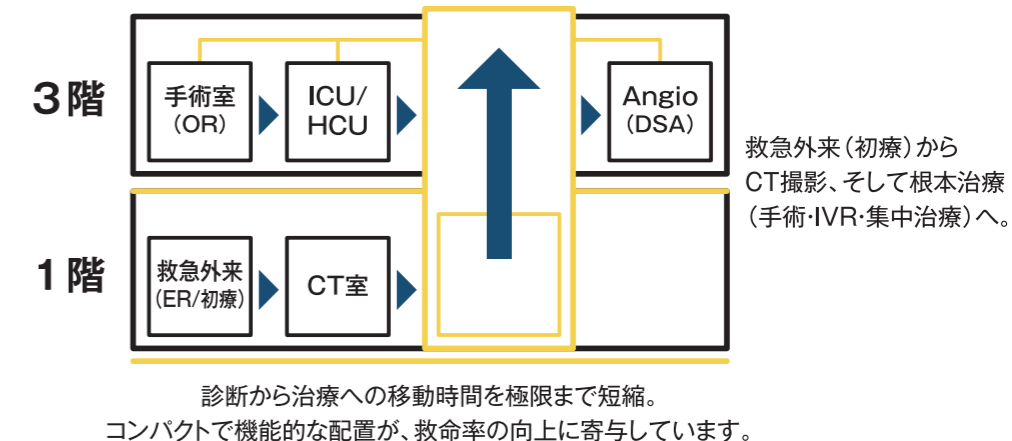 3階
手術室
(OR)
ICU/
HCU
Angio
(DSA)
救急外来(初療)から
CT撮影、そして根本治療
(手術・IVR・集中治療)へ。
1階
救急外来
(ER/初療)
CT室
診断から治療への移動時間を極限まで短縮。
コンパクトで機能的な配置が、救命率の向上に寄与しています。